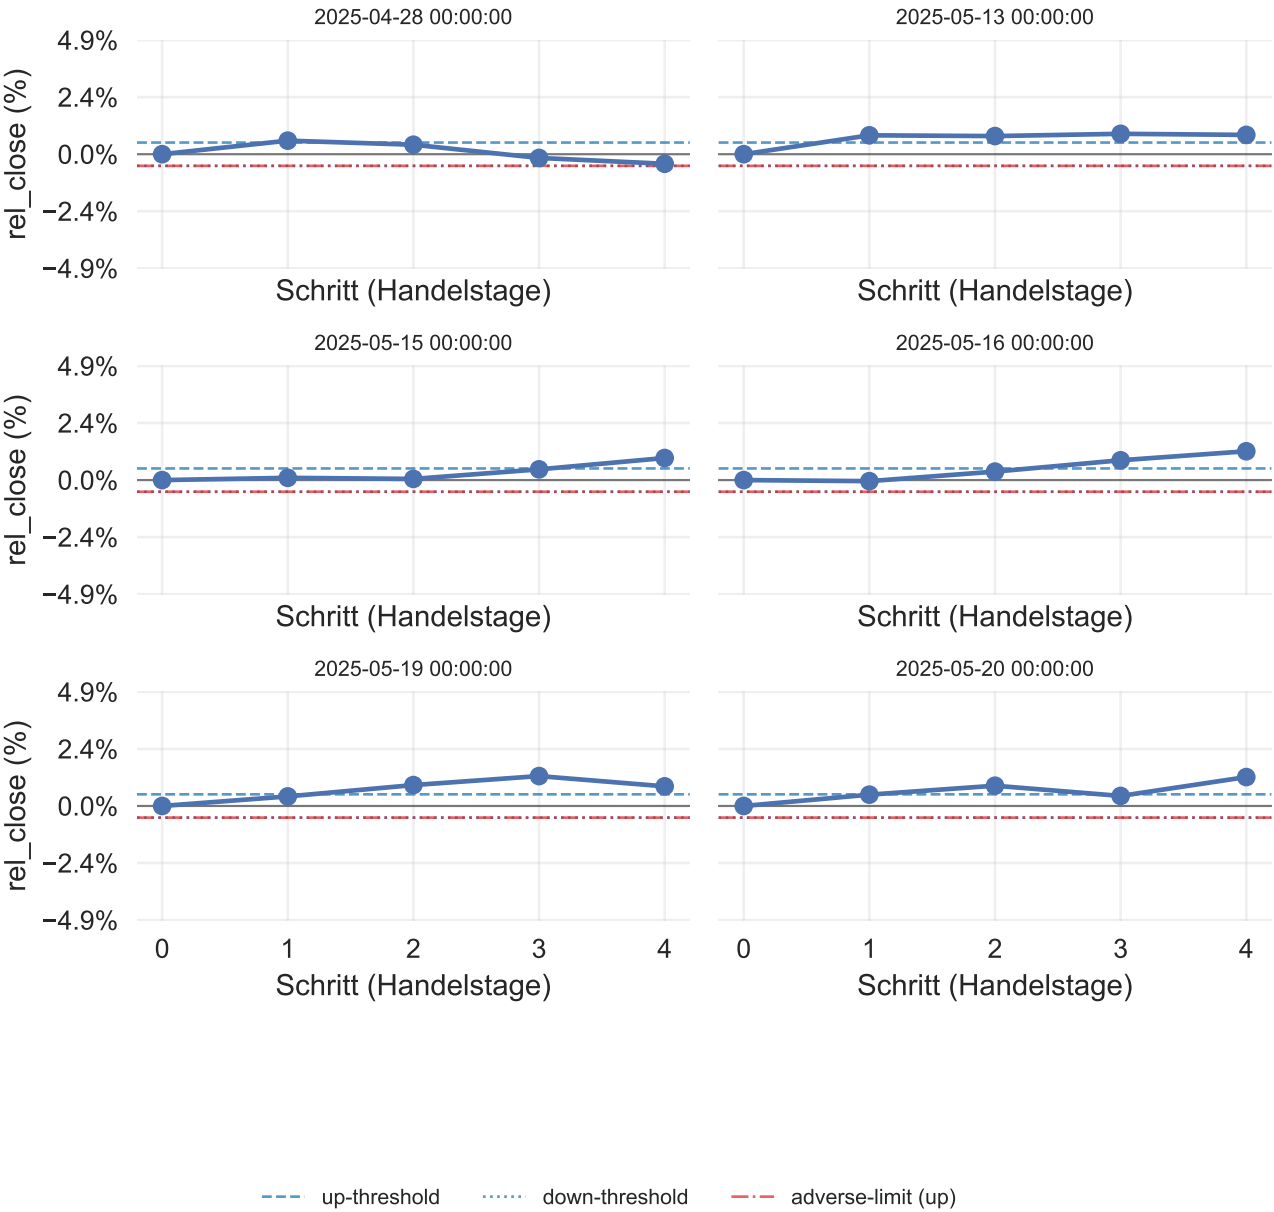 2025-04-28 00:00:00
2025-05-13 00:00:00
4.9%
2.4%
0.0%
−2.4%
−4.9%
rel_close (%)
Schritt (Handelstage)
Schritt (Handelstage)
2025-05-15 00:00:00
2025-05-16 00:00:00
4.9%
2.4%
0.0%
−2.4%
−4.9%
rel_close (%)
Schritt (Handelstage)
Schritt (Handelstage)
2025-05-19 00:00:00
2025-05-20 00:00:00
4.9%
2.4%
0.0%
−2.4%
−4.9%
rel_close (%)
0 1 2 3 4
0 1 2 3 4
Schritt (Handelstage)
Schritt (Handelstage)
up-threshold down-threshold adverse-limit (up)